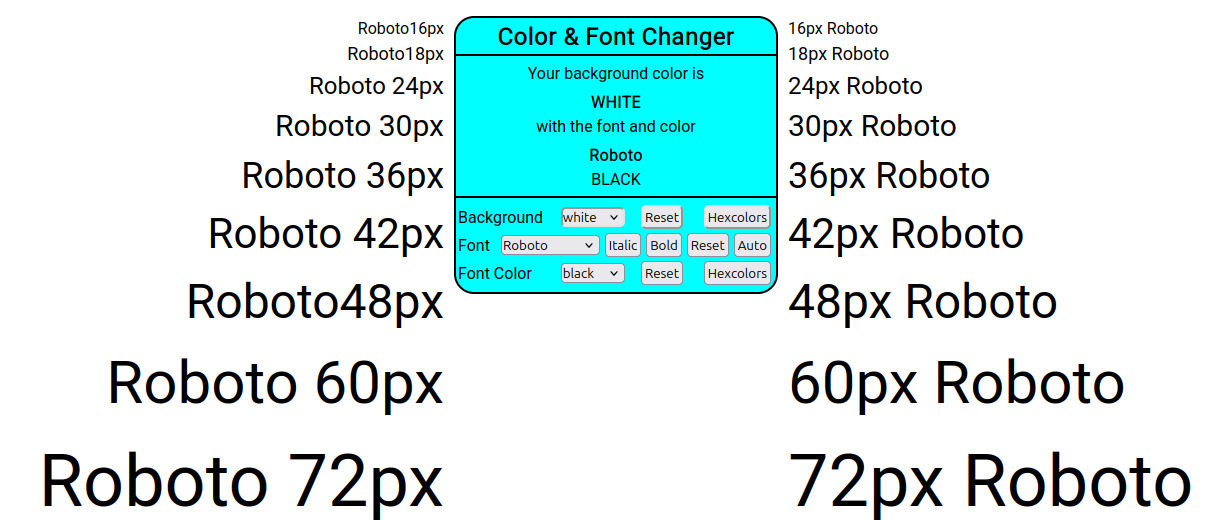 Roboto16px
Roboto18px
Roboto 24px
Roboto 30px
Roboto 36px
Roboto 42px
Roboto48px
Roboto 60px
Roboto 72px
Color & Font Changer
Your background color is
WHITE
with the font and color
Roboto
BLACK
Background white Reset Hexcolors
Font Roboto Italic Bold Reset Auto
Font Color black Reset Hexcolors
16px Roboto
18px Roboto
24px Roboto
30px Roboto
36px Roboto
42px Roboto
48px Roboto
60px Roboto
72px Roboto